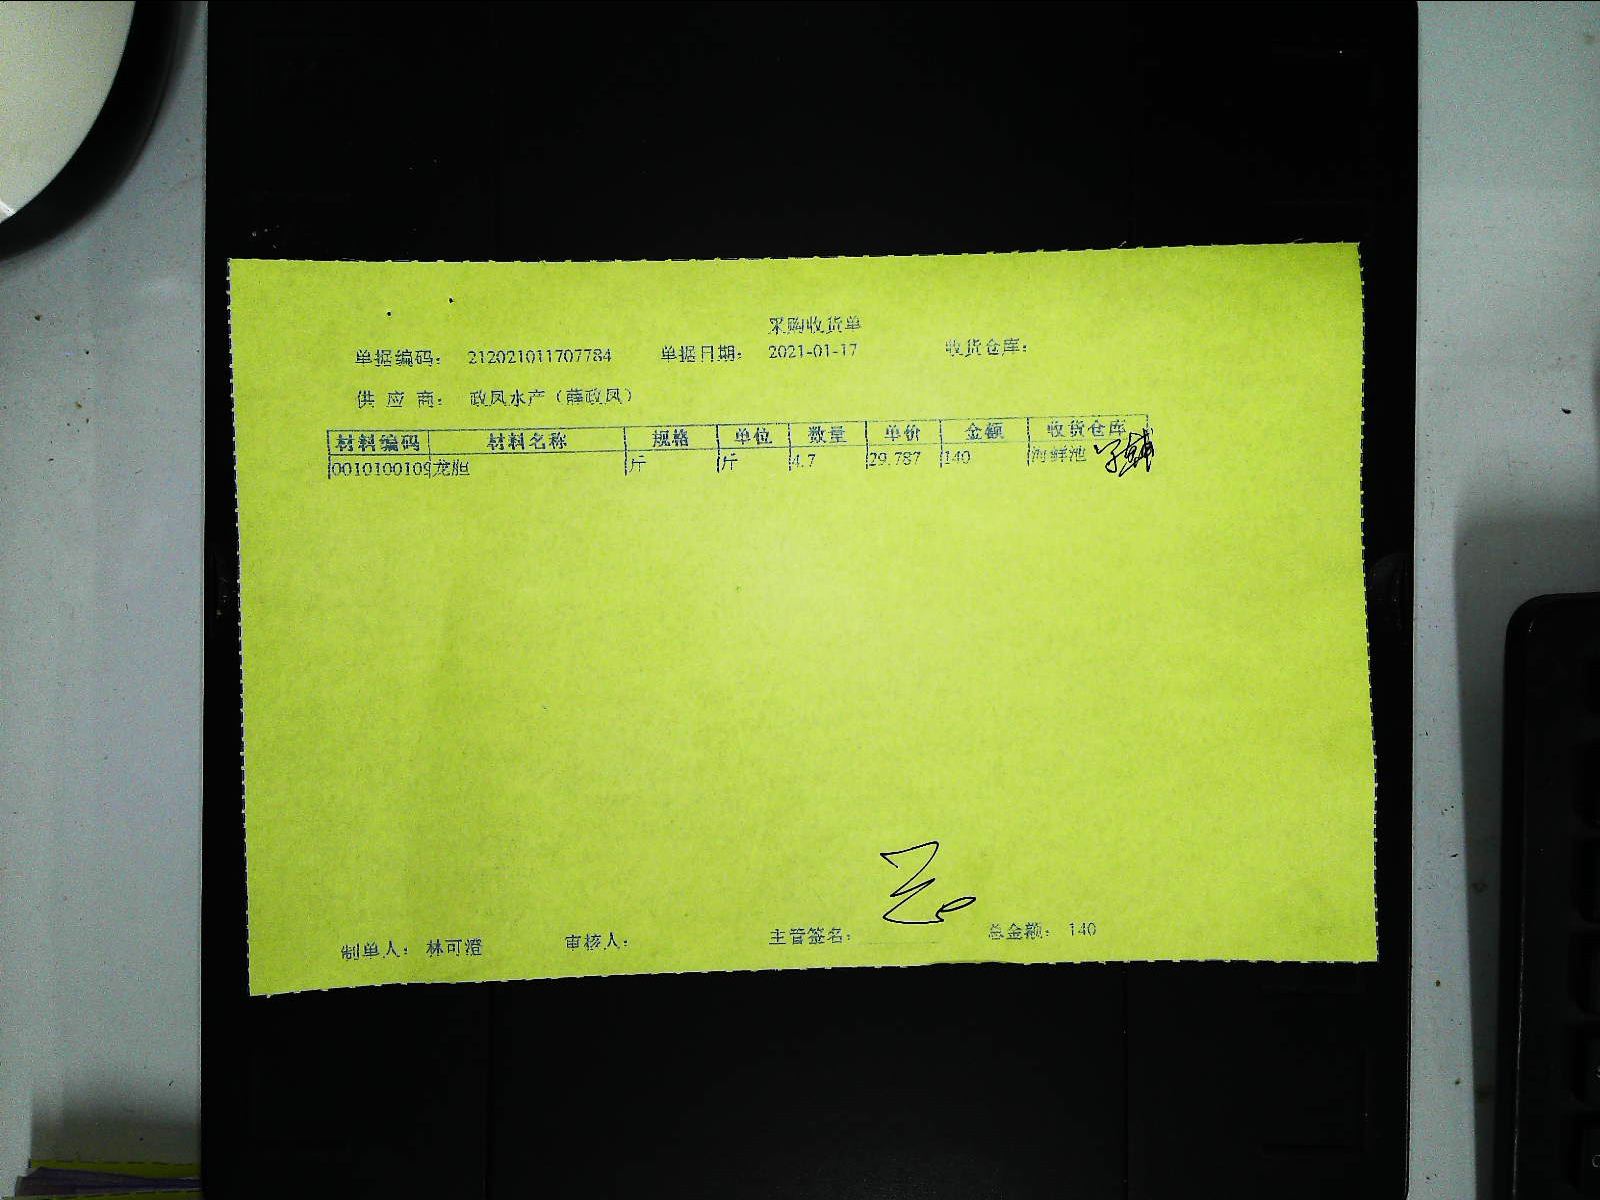 采购收货单
单据编码： 212021011707784 单据日期： 2021-01-17 收货仓库：
供 应 商： 政凤水产（薛政凤）
材料编码 材料名称 规格 单位 数量 单价 金额 收货仓库
0010100109 龙胆 斤 斤 4.7 29.787 140 海鲜池
制单人： 林可澄 审核人： 主管签名： 总金额： 140